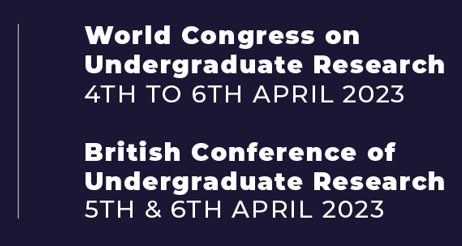 World Congress on
Undergraduate Research
4TH TO 6TH APRIL 2023
British Conference of
Undergraduate Research
5TH & 6TH APRIL 2023